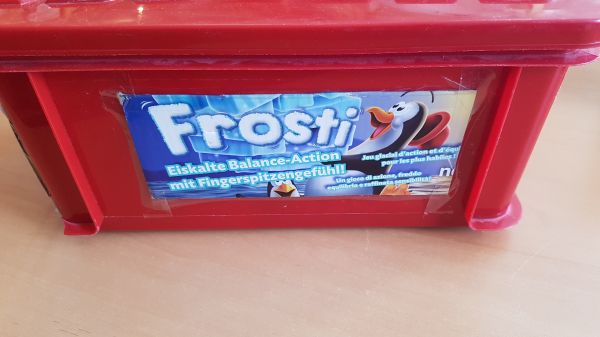 Frosti
Eiskalte Balance-Action
mit Fingerspitzengefühl!
Jeu glacial d'action et d'équ
pour les plus habiles !
Un gioco di azione, freddo
equilibrio e raffinata sensibilità!